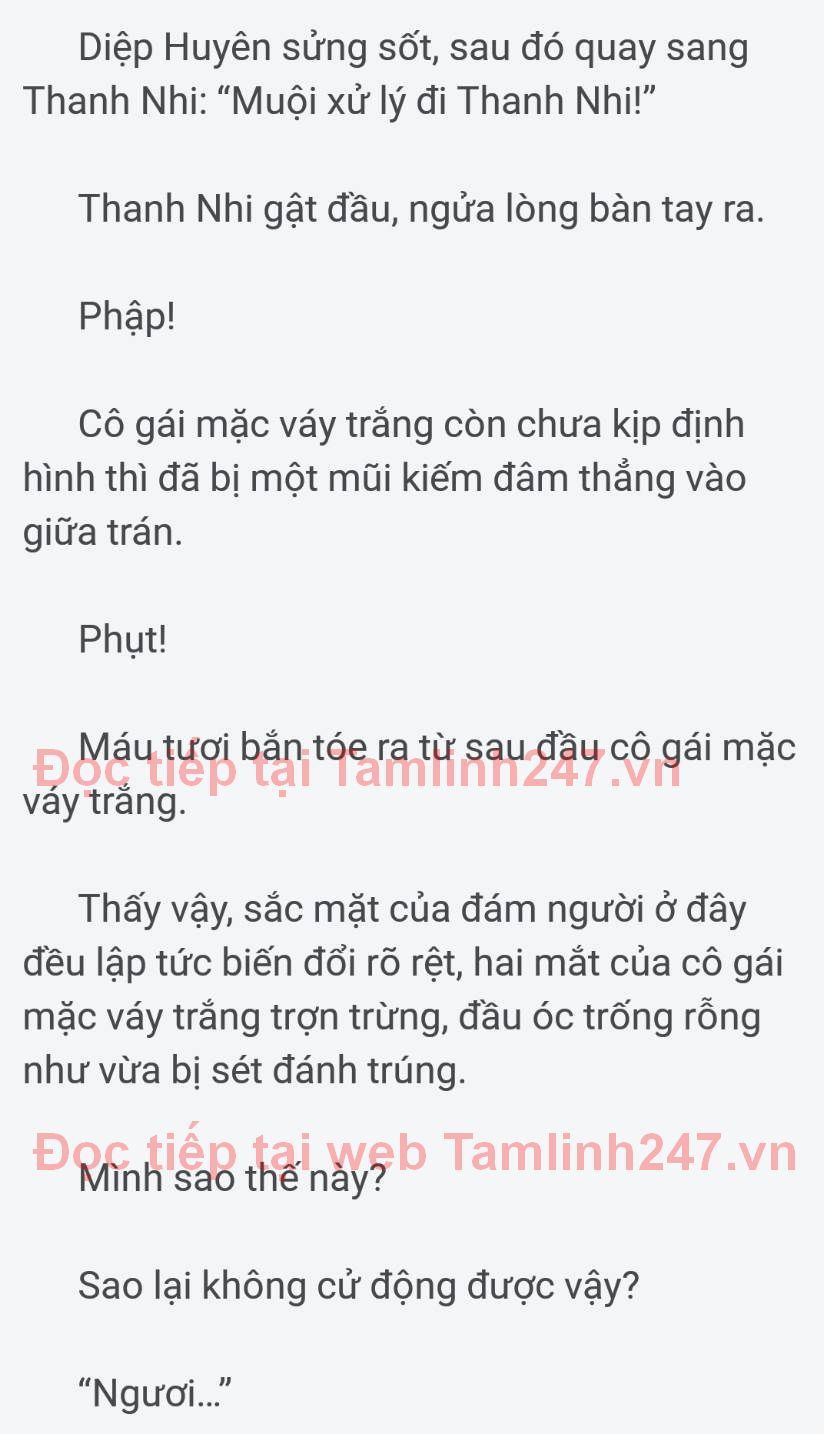 Diệp Huyên sửng sốt, sau đó quay sang
Thanh Nhi: “Muội xử lý đi Thanh Nhi!”
Thanh Nhi gật đầu, ngửa lòng bàn tay ra.
Phập!
Cô gái mặc váy trắng còn chưa kịp định
hình thì đã bị một mũi kiếm đâm thẳng vào
giữa trán.
Phụt!
Máu tươi bắn tóe ra từ sau đầu cô gái mặc
Đọc tiếp tại Tamlinh247.vn
váy trắng.
Thấy vậy, sắc mặt của đám người ở đây
đều lập tức biến đổi rõ rệt, hai mắt của cô gái
mặc váy trắng trợn trừng, đầu óc trống rỗng
như vừa bị sét đánh trúng.
Đọc tiếp tại web Tamlinh247.vn
Mình sao thế này?
Sao lại không cử động được vậy?
“Ngươi...”